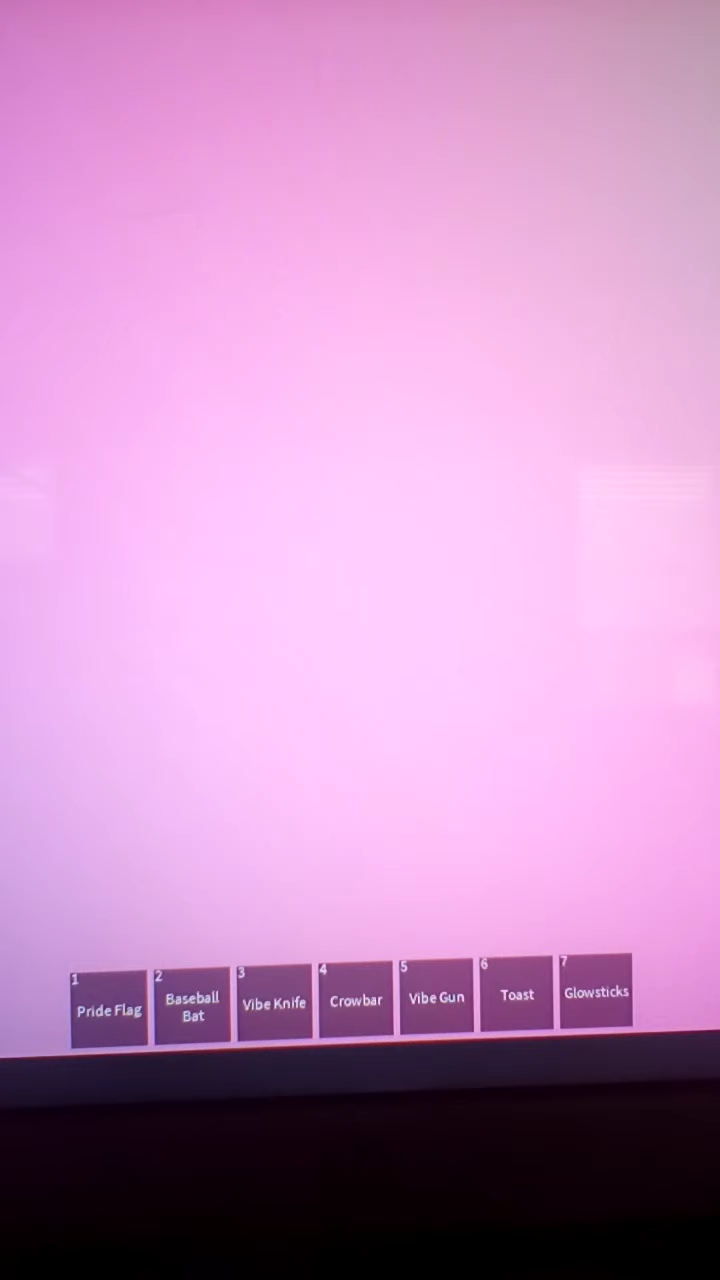 1
Pride Flag
2
Baseball
Bat
3
Vibe Knife
4
Crowbar
5
Vibe Gun
6
Toast
7
Glowsticks